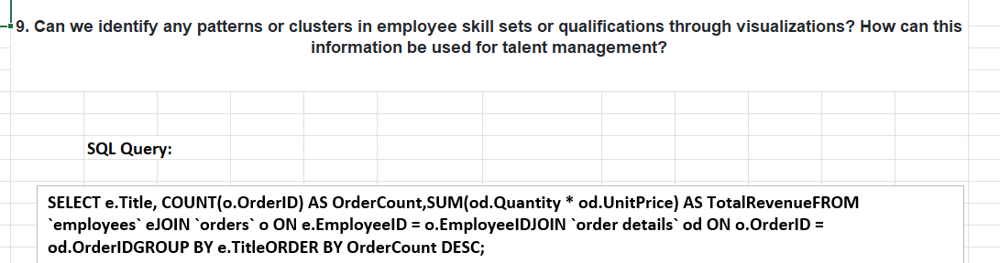 9. Can we identify any patterns or clusters in employee skill sets or qualifications through visualizations? How can this
information be used for talent management?
SQL Query:
SELECT e.Title, COUNT(o.OrderID) AS OrderCount,SUM(od.Quantity * od.UnitPrice) AS TotalRevenueFROM
`employees` eJOIN `orders` o ON e.EmployeeID = o.EmployeeIDJOIN `order details` od ON o.OrderID =
od.OrderIDGROUP BY e.TitleORDER BY OrderCount DESC;